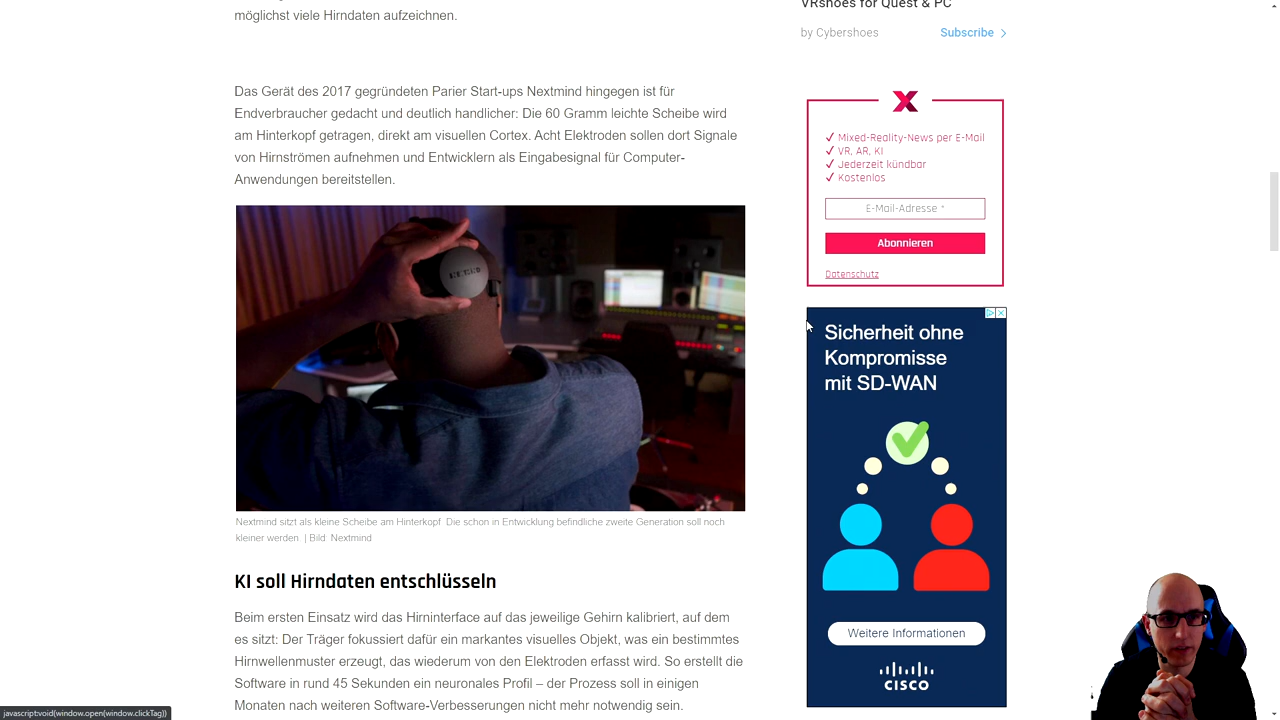 möglichst viele Hirndaten aufzeichnen.
Das Gerät des 2017 gegründeten Parier Start-ups Nextmind hingegen ist für
Endverbraucher gedacht und deutlich handlicher: Die 60 Gramm leichte Scheibe wird
am Hinterkopf getragen, direkt am visuellen Cortex. Acht Elektroden sollen dort Signale
von Hirnströmen aufnehmen und Entwicklern als Eingabesignal für Computer-
Anwendungen bereitstellen.
Nextmind sitzt als kleine Scheibe am Hinterkopf Die schon in Entwicklung befindliche zweite Generation soll noch
kleiner werden | Bild Nextmind
KI soll Hirndaten entschlüsseln
Beim ersten Einsatz wird das Hirninterface auf das jeweilige Gehirn kalibriert, auf dem
es sitzt: Der Träger fokussiert dafür ein markantes visuelles Objekt, was ein bestimmtes
Hirnwellenmuster erzeugt, das wiederum von den Elektroden erfasst wird. So erstellt die
Software in rund 45 Sekunden ein neuronales Profil – der Prozess soll in einigen
Monaten nach weiteren Software-Verbesserungen nicht mehr notwendig sein.
VRshoes for Quest & PC
by Cybershoes
Subscribe
X
✓ Mixed-Reality-News per E-Mail
✓ VR, AR, KI
✓ Jederzeit kündbar
✓ Kostenlos
E-Mail-Adresse *
Abonnieren
Datenschutz
Sicherheit ohne
Kompromisse
mit SD-WAN
Weitere Informationen
CISCO
javascript:void(window.open(window.clickTag))